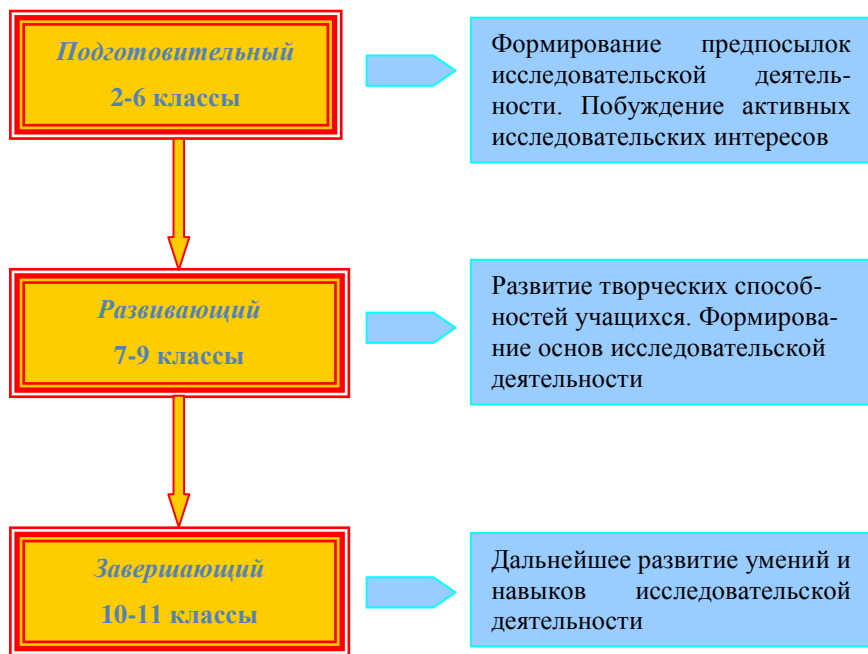 Подготовительный
2-6 классы
Формирование предпосылок
исследовательской деятель-
ности. Побуждение активных
исследовательских интересов
Развивающий
7-9 классы
Развитие творческих способ-
ностей учащихся. Формирова-
ние основ исследовательской
деятельности
Завершающий
10-11 классы
Дальнейшее развитие умений и
навыков исследовательской
деятельности